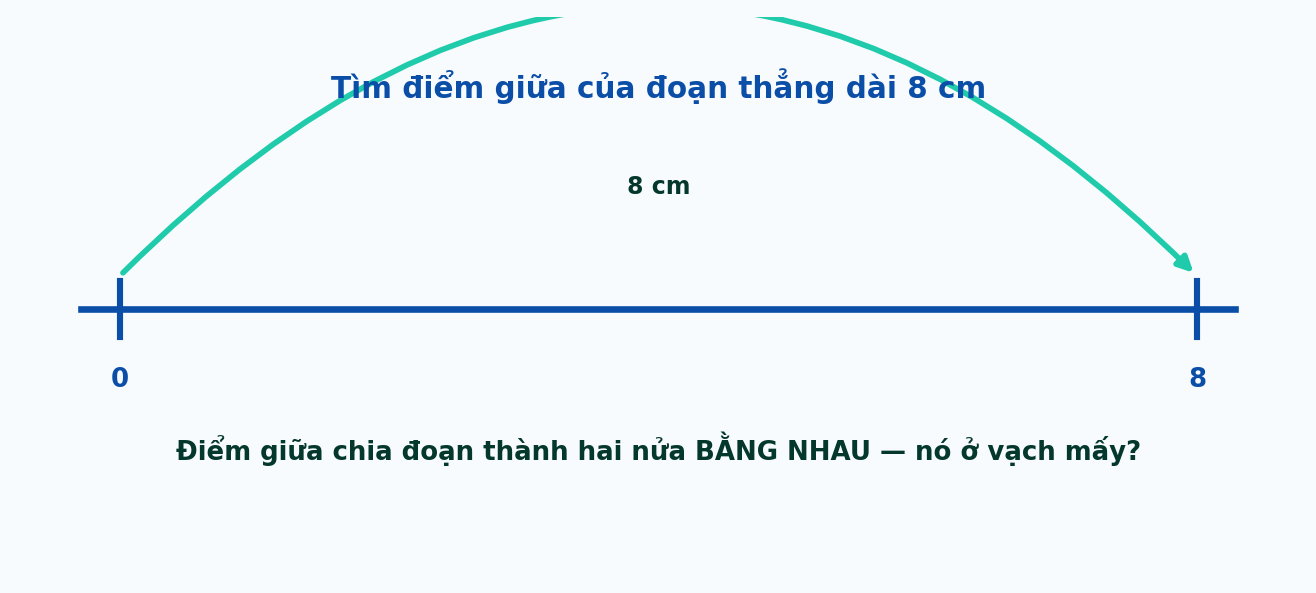 Tìm điểm giữa của đoạn thẳng dài 8 cm
8 cm
0 8
Điểm giữa chia đoạn thành hai nửa BẰNG NHAU — nó ở vạch mấy?